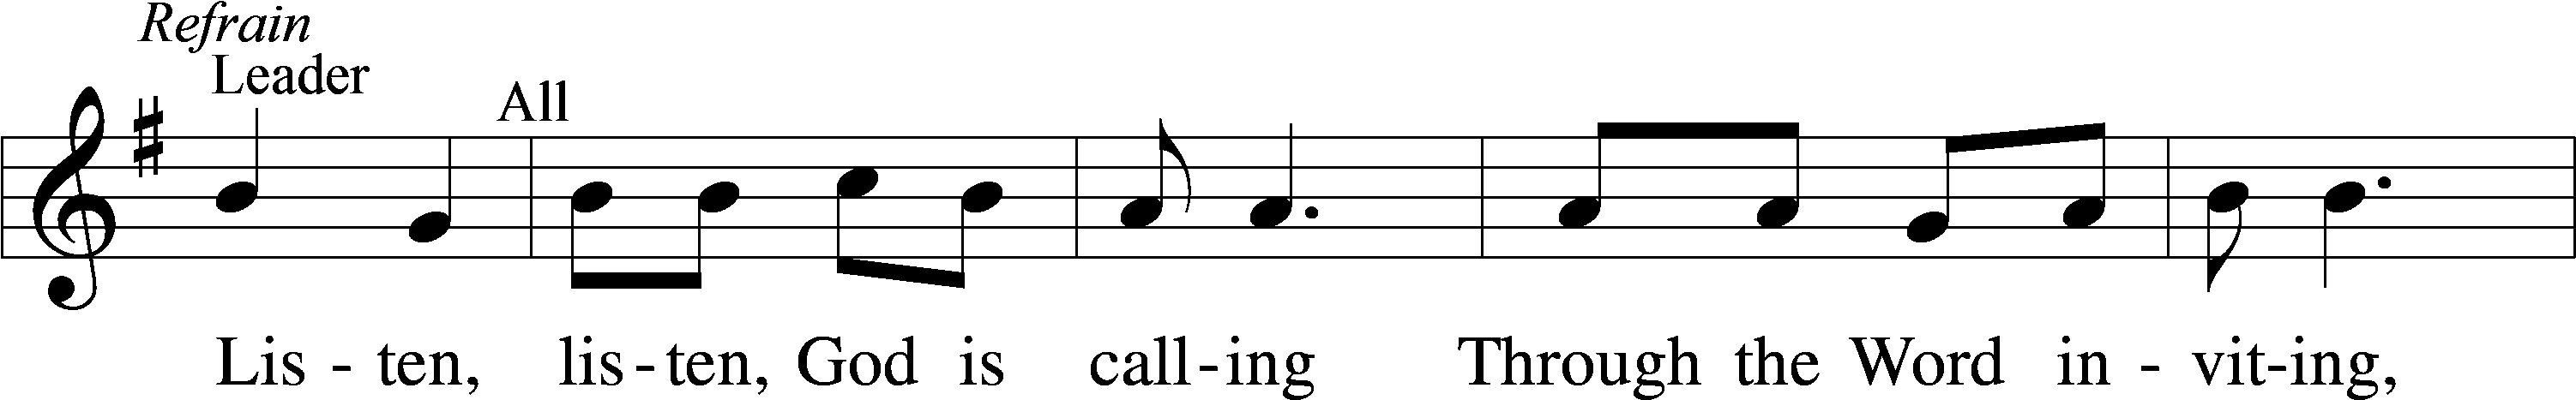 Refrain
Leader
All
Lis - ten, lis - ten, God is call - ing Through the Word in - vit - ing,